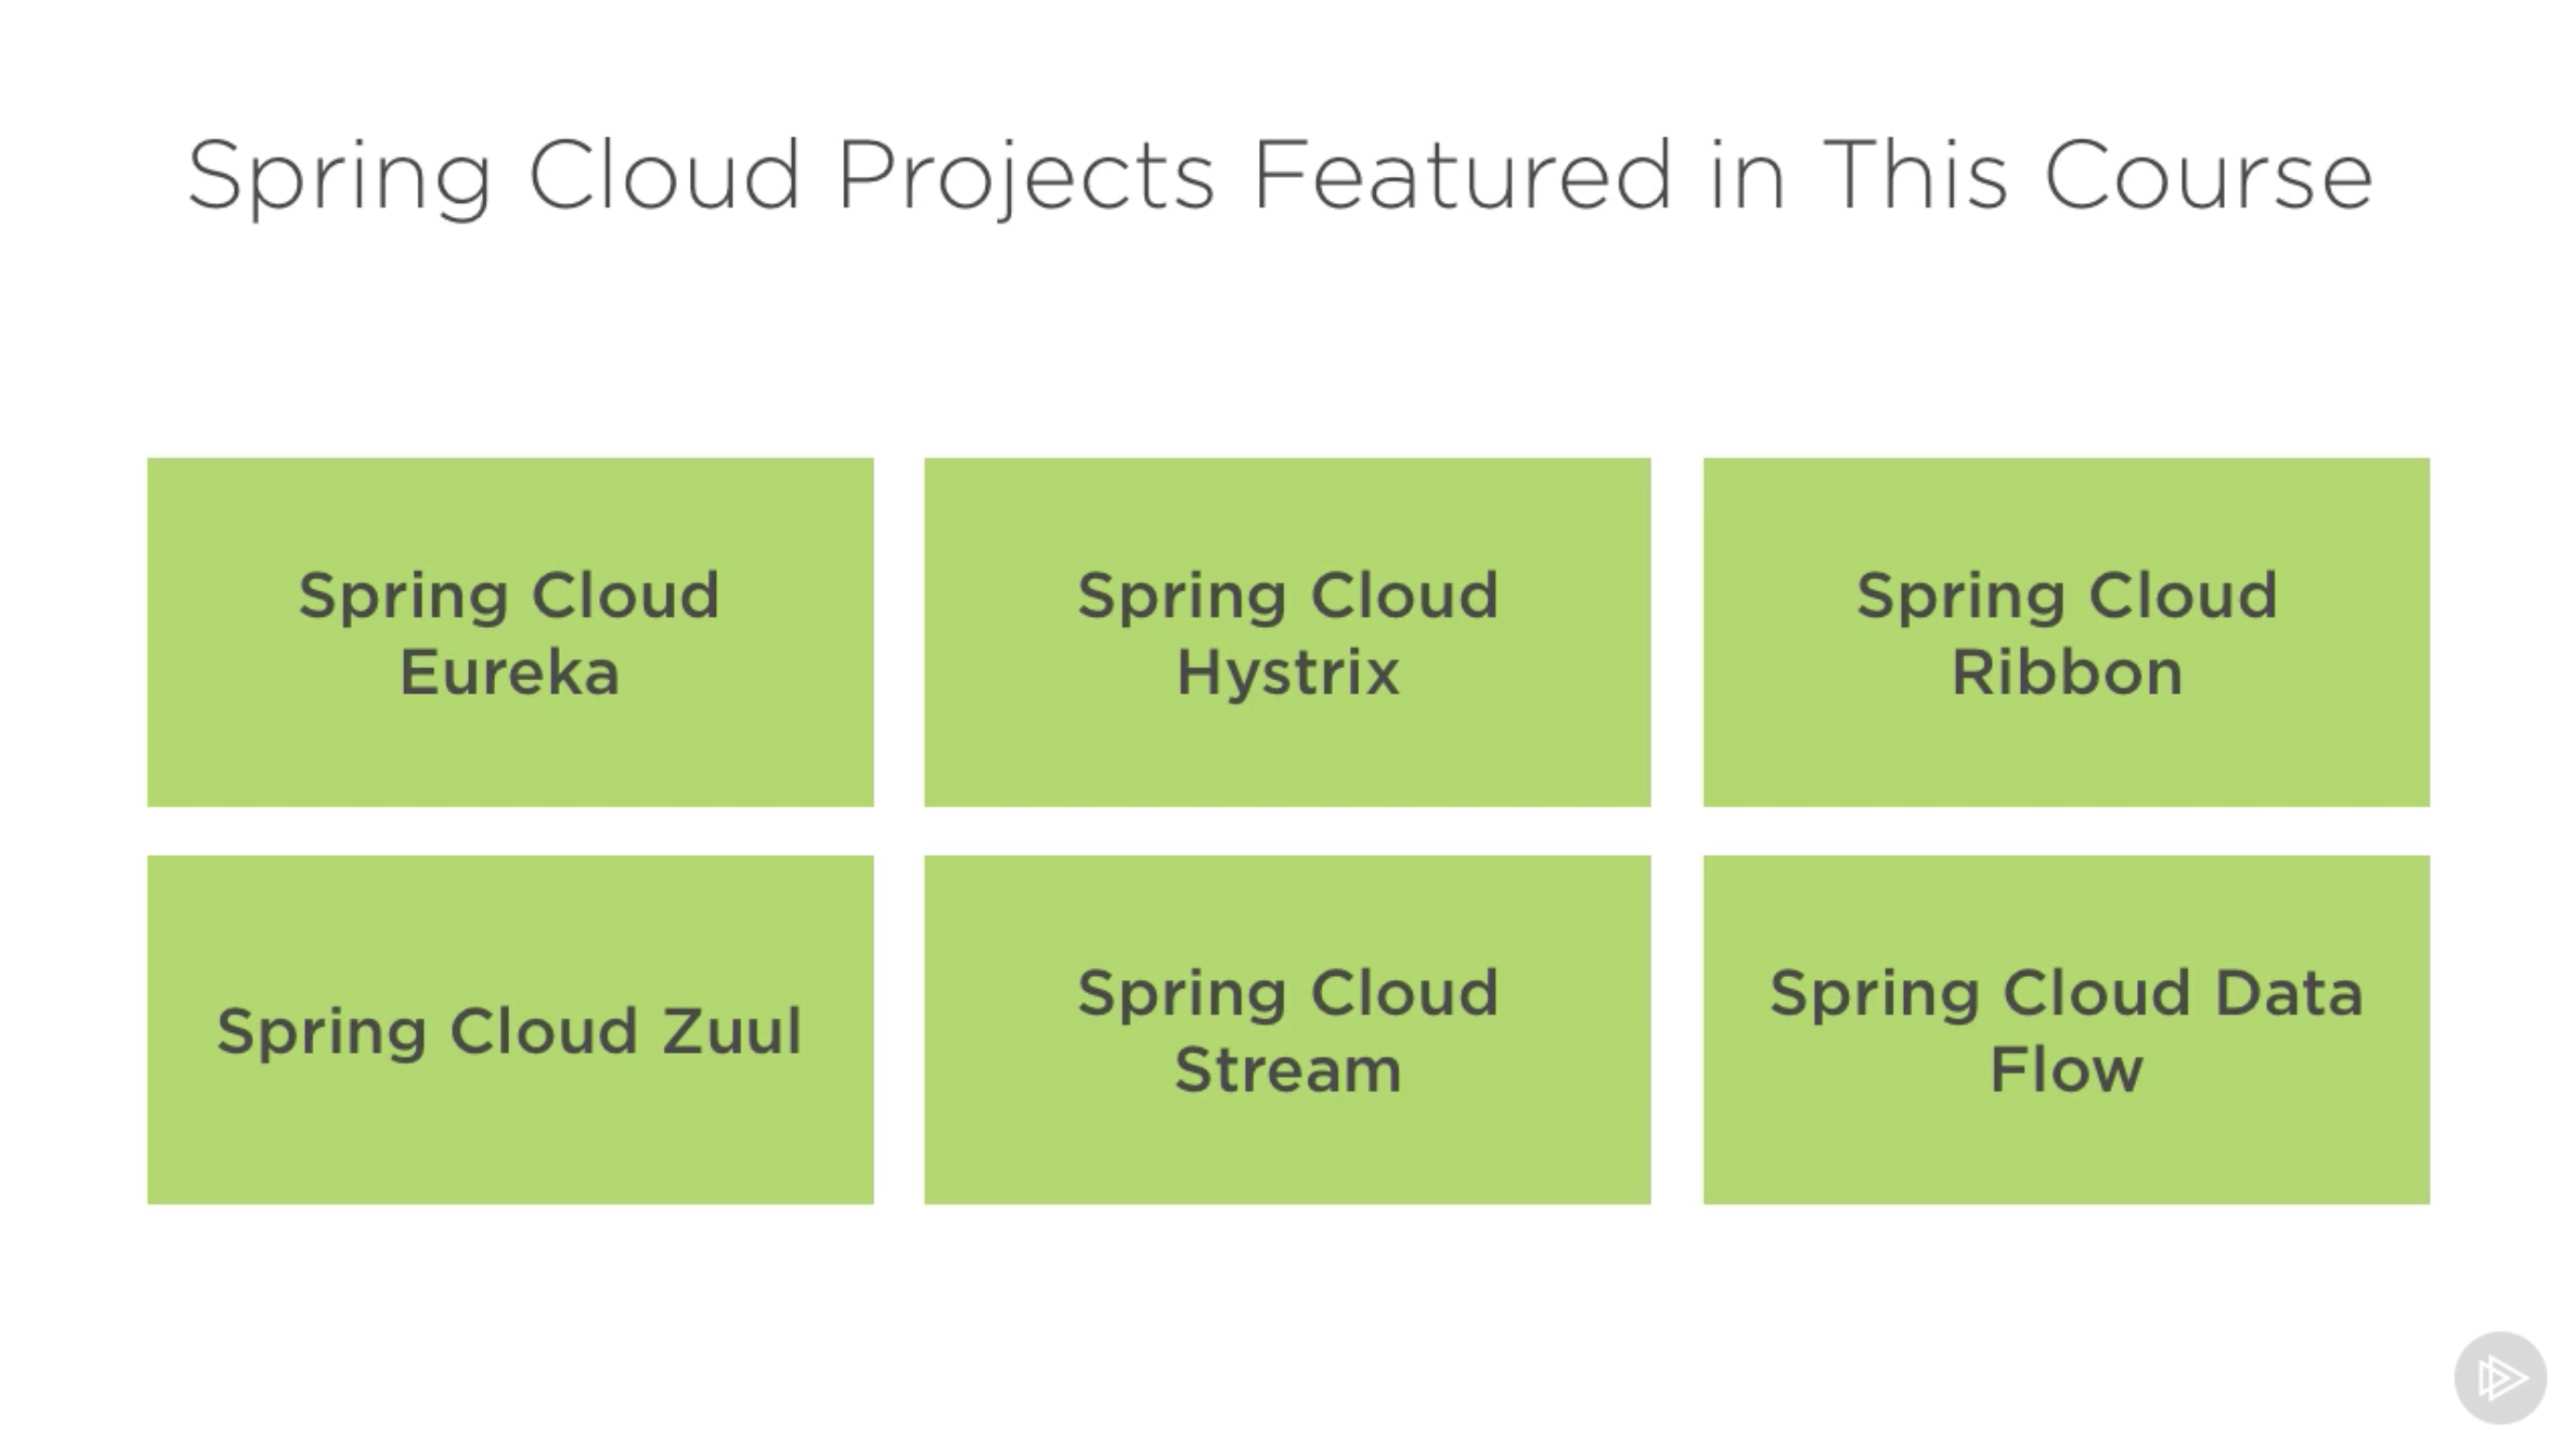 Spring Cloud Projects Featured in This Course
Spring Cloud
Eureka
Spring Cloud
Hystrix
Spring Cloud
Ribbon
Spring Cloud Zuul
Spring Cloud
Stream
Spring Cloud Data
Flow